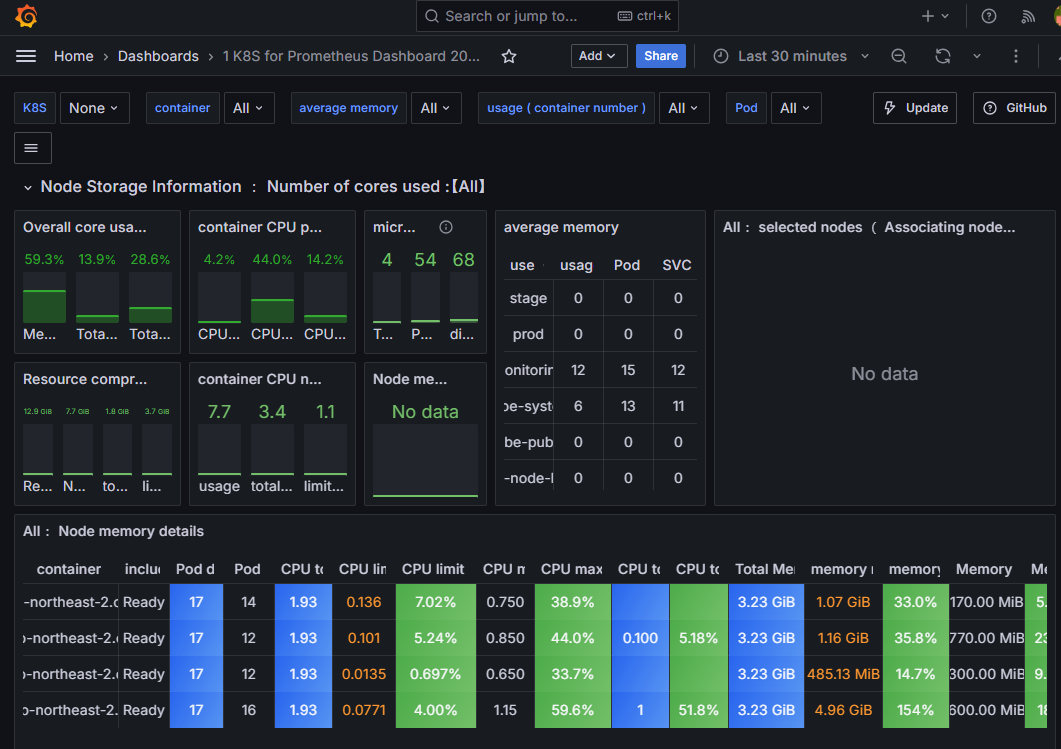 Search or jump to... ctrl+k
Home > Dashboards > 1 K8S for Prometheus Dashboard 20... Add Share Last 30 minutes
K8S None container All average memory All usage ( container number ) All Pod All Update GitHub
Node Storage Information : Number of cores used :【All】
Overall core usa...
59.3% 13.9% 28.6%
Me... Tota... Tota...
container CPU p...
4.2% 44.0% 14.2%
CPU... CPU... CPU...
micr...
4 54 68
T... P... di...
average memory
use usag Pod SVC
stage 0 0 0
prod 0 0 0
onitorin 12 15 12
be-syst 6 13 11
be-pub 0 0 0
-node-l 0 0 0
All : selected nodes ( Associating node...
No data
Resource compr...
12.9 GiB 7.7 GiB 1.8 GiB 3.7 GiB
Re... N... to... li...
container CPU n...
7.7 3.4 1.1
usage total... limit...
Node me...
No data
All : Node memory details
container inclu Pod d Pod CPU to CPU lin CPU limit CPU m CPU max CPU to CPU to Total Me memory memory Memory Me
-northeast-2.c Ready 17 14 1.93 0.136 7.02% 0.750 38.9% 3.23 GiB 1.07 GiB 33.0% 170.00 MiB 5.
o-northeast-2. Ready 17 12 1.93 0.101 5.24% 0.850 44.0% 0.100 5.18% 3.23 GiB 1.16 GiB 35.8% 770.00 MiB 23
o-northeast-2. Ready 17 12 1.93 0.0135 0.697% 0.650 33.7% 3.23 GiB 485.13 MiB 14.7% 300.00 MiB 9.
o-northeast-2. Ready 17 16 1.93 0.0771 4.00% 1.15 59.6% 1 51.8% 3.23 GiB 4.96 GiB 154% 600.00 MiB 18